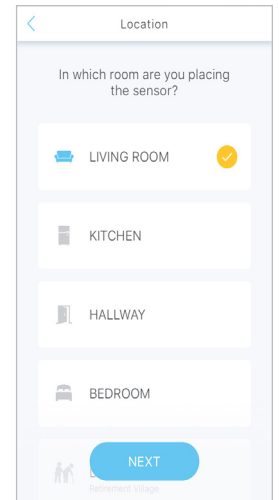 Location
In which room are you placing
the sensor?
LIVING ROOM
KITCHEN
HALLWAY
BEDROOM
NEXT
Retirement Village